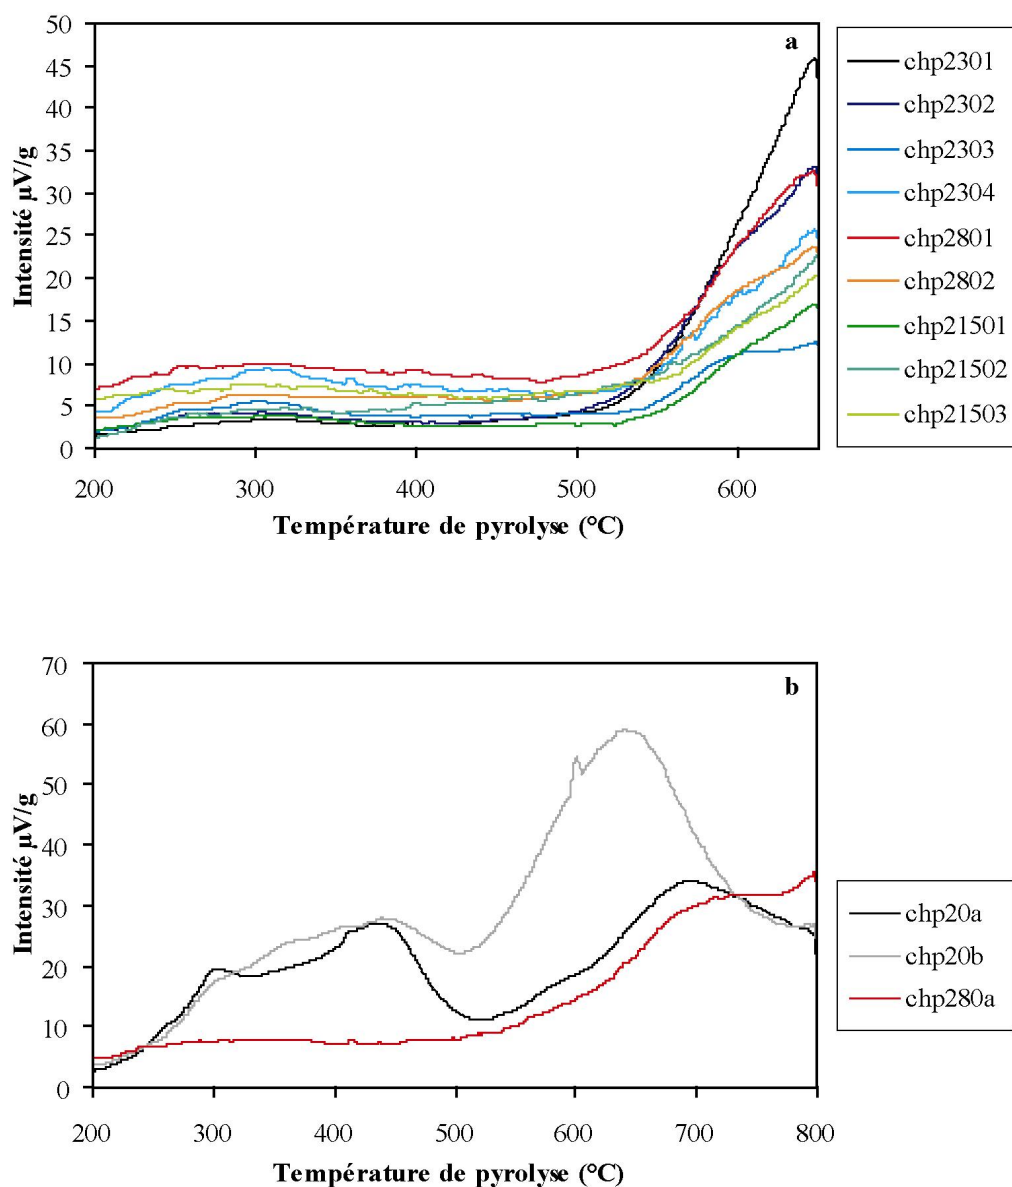 a
50
45
40
35
30
25
20
15
10
5
0
Intensité µV/g
200 300 400 500 600
Température de pyrolyse (°C)
chp2301
chp2302
chp2303
chp2304
chp2801
chp2802
chp21501
chp21502
chp21503
b
70
60
50
40
30
20
10
0
Intensité µV/g
200 300 400 500 600 700 800
Température de pyrolyse (°C)
chp20a
chp20b
chp280a